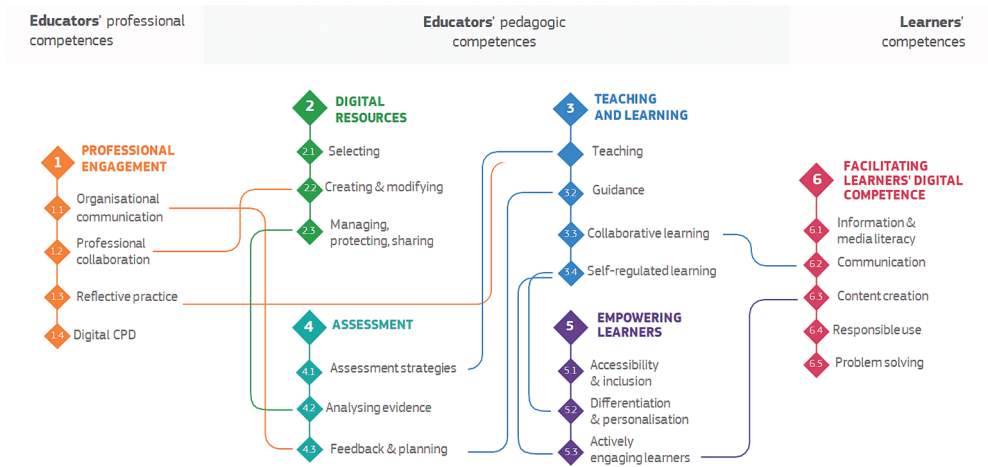 Educators' professional
competences
Educators' pedagogic
competences
Learners'
competences
1
PROFESSIONAL
ENGAGEMENT
1.1
Organisational
communication
1.2
Professional
collaboration
1.3
Reflective practice
1.4
Digital CPD
2
DIGITAL
RESOURCES
2.1
Selecting
2.2
Creating & modifying
2.3
Managing,
protecting, sharing
4
ASSESSMENT
4.1
Assessment strategies
4.2
Analysing evidence
4.3
Feedback & planning
3
TEACHING
AND LEARNING
Teaching
3.2
Guidance
3.3
Collaborative learning
3.4
Self-regulated learning
5
EMPOWERING
LEARNERS
5.1
Accessibility
& inclusion
5.2
Differentiation
& personalisation
5.3
Actively
engaging learners
6
FACILITATING
LEARNERS' DIGITAL
COMPETENCE
6.1
Information &
media literacy
6.2
Communication
6.3
Content creation
6.4
Responsible use
6.5
Problem solving